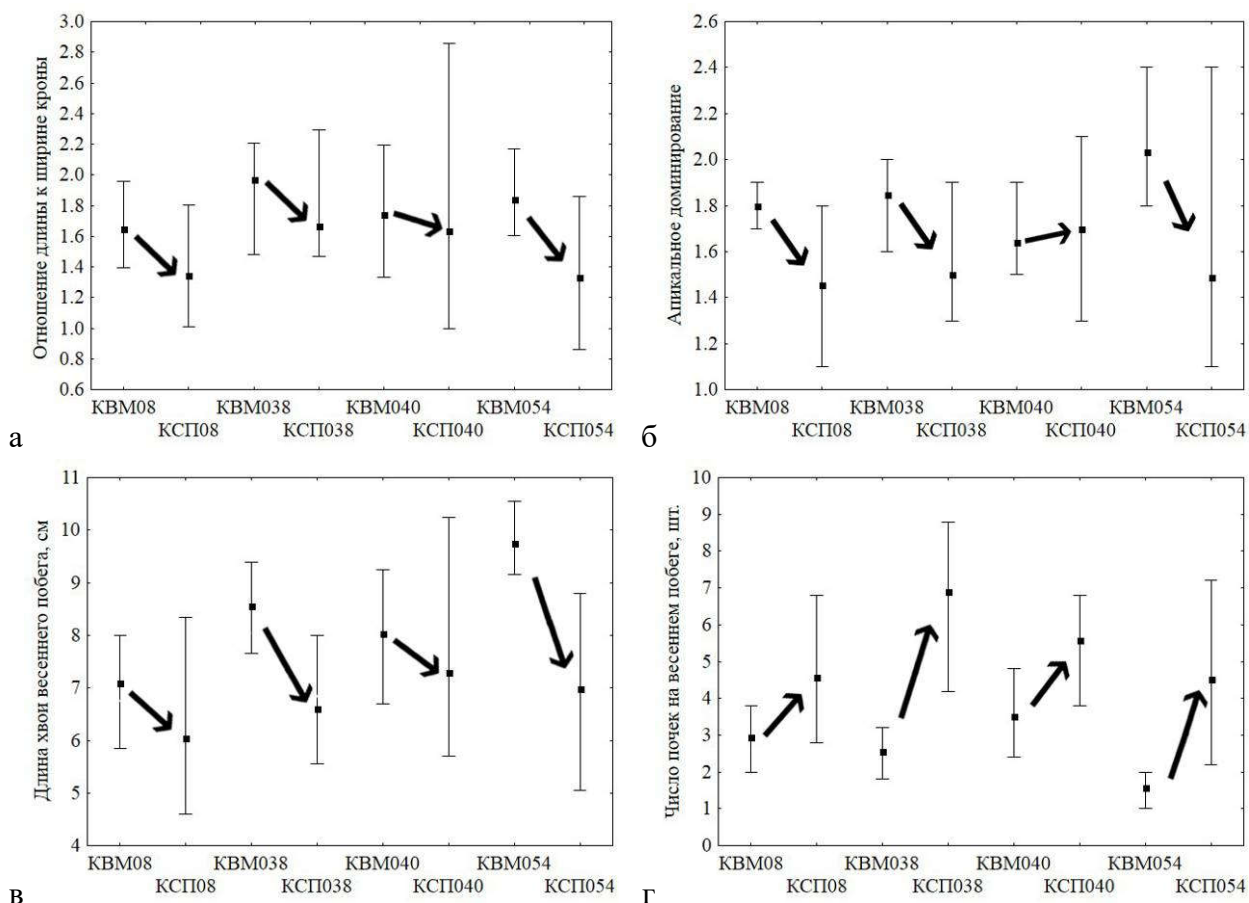 Отношение длины к ширине кроны
3.0
2.8
2.6
2.4
2.2
2.0
1.8
1.6
1.4
1.2
1.0
0.8
0.6
КВМ08 КВМ038 КВМ040 КВМ054
КСП08 КСП038 КСП040 КСП054
а
Апикальное доминирование
2.6
2.4
2.2
2.0
1.8
1.6
1.4
1.2
1.0
КВМ08 КВМ038 КВМ040 КВМ054
КСП08 КСП038 КСП040 КСП054
б
Длина хвои весеннего побега, см
11
10
9
8
7
6
5
4
КВМ08 КВМ038 КВМ040 КВМ054
КСП08 КСП038 КСП040 КСП054
в
Число почек на весеннем побеге, шт.
10
9
8
7
6
5
4
3
2
1
0
КВМ08 КВМ038 КВМ040 КВМ054
КСП08 КСП038 КСП040 КСП054
г